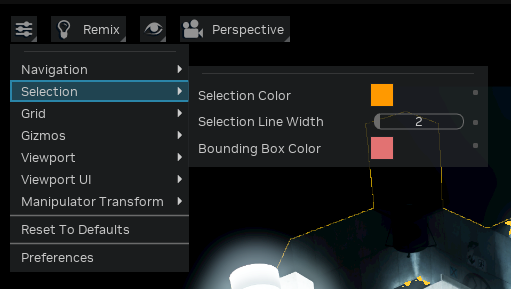 Remix
Perspective
Navigation
Selection
Grid
Gizmos
Viewport
Viewport UI
Manipulator Transform
Reset To Defaults
Preferences
Selection Color
Selection Line Width 2
Bounding Box Color